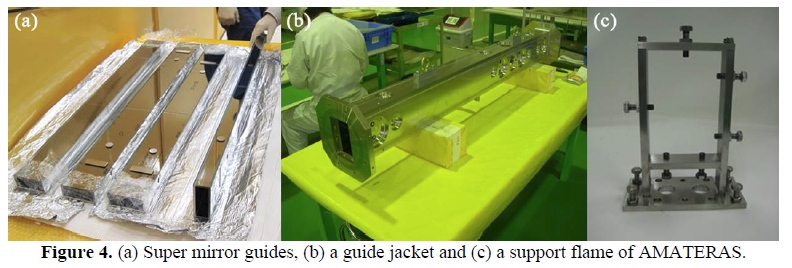 (a)
(b)
(c)
Figure 4. (a) Super mirror guides, (b) a guide jacket and (c) a support flame of AMATERAS.